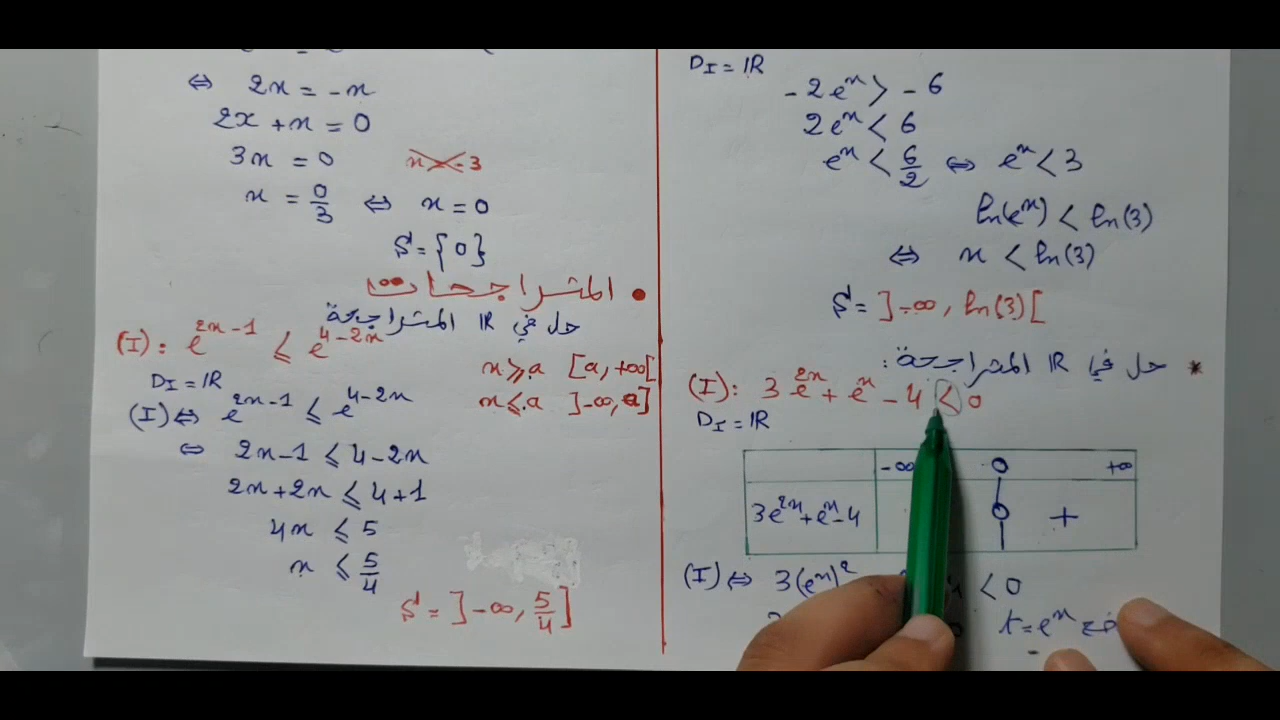 ⇔ 2x = -x
2x + x = 0
3x = 0
x = -3
x = 0/3 ⇔ x = 0
S = {0}
• المتراجحات
حل في IR المتراجحة
(I): e^{2x-1} ⩽ e^{4-2x}
x ⩾ a [a, +∞[
D_I = IR
x ⩽ a ]-∞, a]
(I) ⇔ e^{2x-1} ⩽ e^{4-2x}
⇔ 2x-1 ⩽ 4-2x
2x+2x ⩽ 4+1
4x ⩽ 5
x ⩽ 5/4
S = ]-∞, 5/4]
D_I = IR
-2e^x > -6
2e^x < 6
e^x < 6/2 ⇔ e^x < 3
ln(e^x) < ln(3)
⇔ x < ln(3)
S = ]-∞, ln(3)[
* حل في IR المتراجحة:
(I): 3e^{2x} + e^x - 4 < 0
D_I = IR
-∞ 0 +∞
3e^{2x}+e^x-4 0 +
(I) ⇔ 3(e^x)^2 < 0
t = e^x